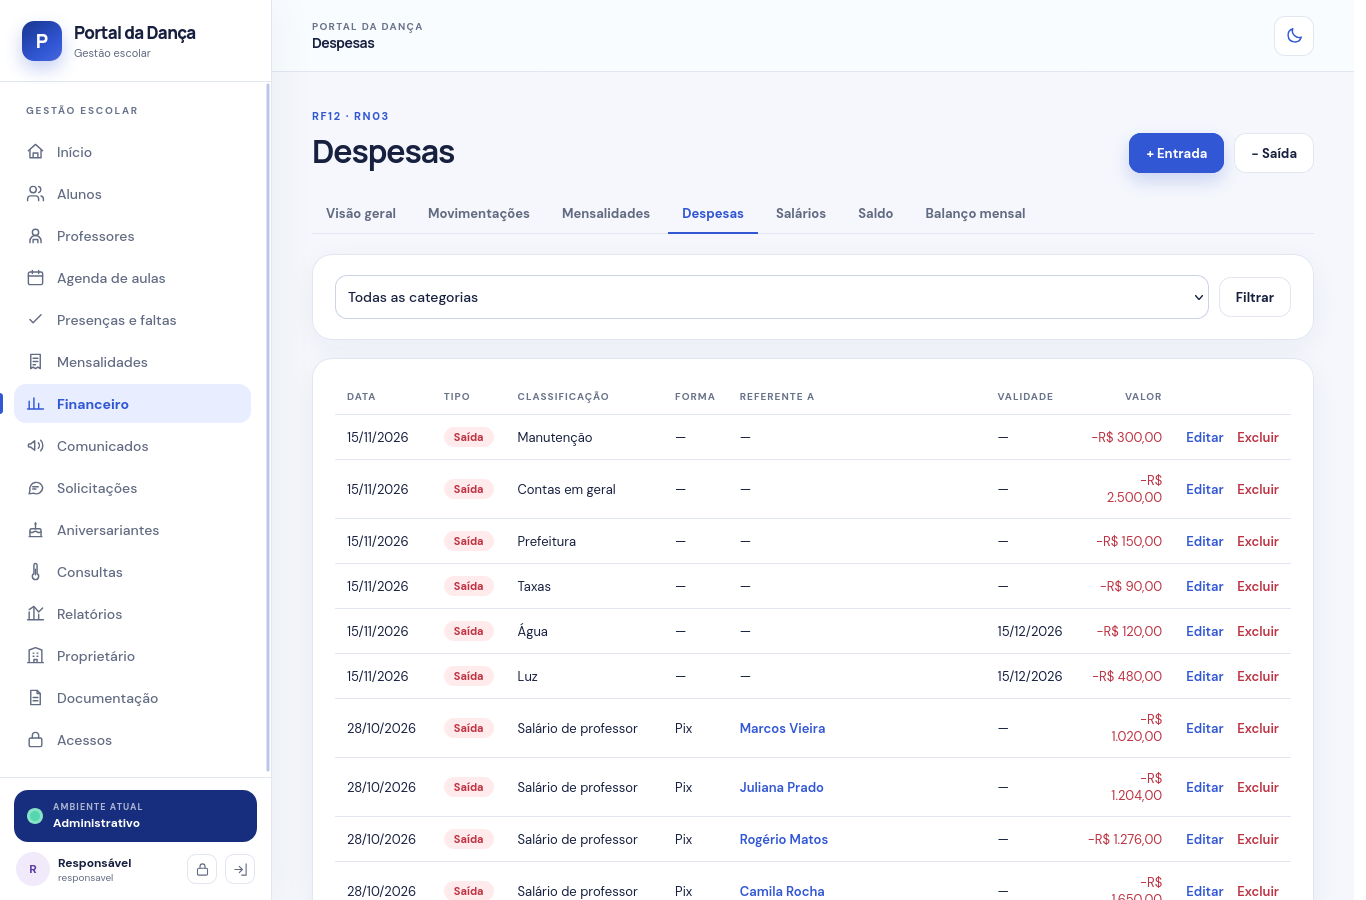 P
Portal da Dança
Gestão escolar
GESTÃO ESCOLAR
Início
Alunos
Professores
Agenda de aulas
Presenças e faltas
Mensalidades
Financeiro
Comunicados
Solicitações
Aniversariantes
Consultas
Relatórios
Proprietário
Documentação
Acessos
AMBIENTE ATUAL
Administrativo
R
Responsável
responsavel
PORTAL DA DANÇA
Despesas
RF12 · RN03
Despesas
+ Entrada
− Saída
Visão geral Movimentações Mensalidades Despesas Salários Saldo Balanço mensal
Todas as categorias
Filtrar
DATA TIPO CLASSIFICAÇÃO FORMA REFERENTE A VALIDADE VALOR
15/11/2026 Saída Manutenção — — — −R$ 300,00 Editar Excluir
15/11/2026 Saída Contas em geral — — — −R$ 2.500,00 Editar Excluir
15/11/2026 Saída Prefeitura — — — −R$ 150,00 Editar Excluir
15/11/2026 Saída Taxas — — — −R$ 90,00 Editar Excluir
15/11/2026 Saída Água — — 15/12/2026 −R$ 120,00 Editar Excluir
15/11/2026 Saída Luz — — 15/12/2026 −R$ 480,00 Editar Excluir
28/10/2026 Saída Salário de professor Pix Marcos Vieira — −R$ 1.020,00 Editar Excluir
28/10/2026 Saída Salário de professor Pix Juliana Prado — −R$ 1.204,00 Editar Excluir
28/10/2026 Saída Salário de professor Pix Rogério Matos — −R$ 1.276,00 Editar Excluir
28/10/2026 Saída Salário de professor Pix Camila Rocha — −R$ 1.650,00 Editar Excluir